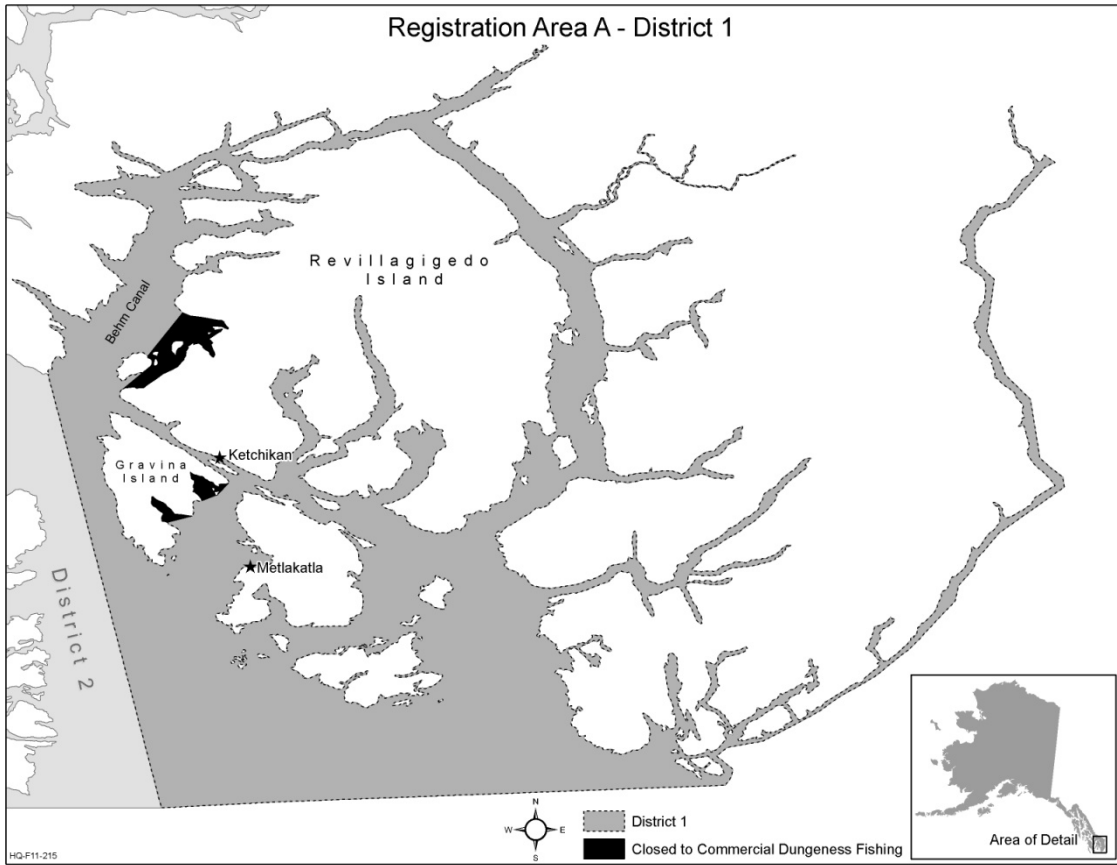 Registration Area A - District 1
Revillagigedo
Island
Behm Canal
Ketchikan
Gravina
Island
Metlakatla
District 2
N
W
E
S
District 1
Closed to Commercial Dungeness Fishing
Area of Detail
HQ-F11-215